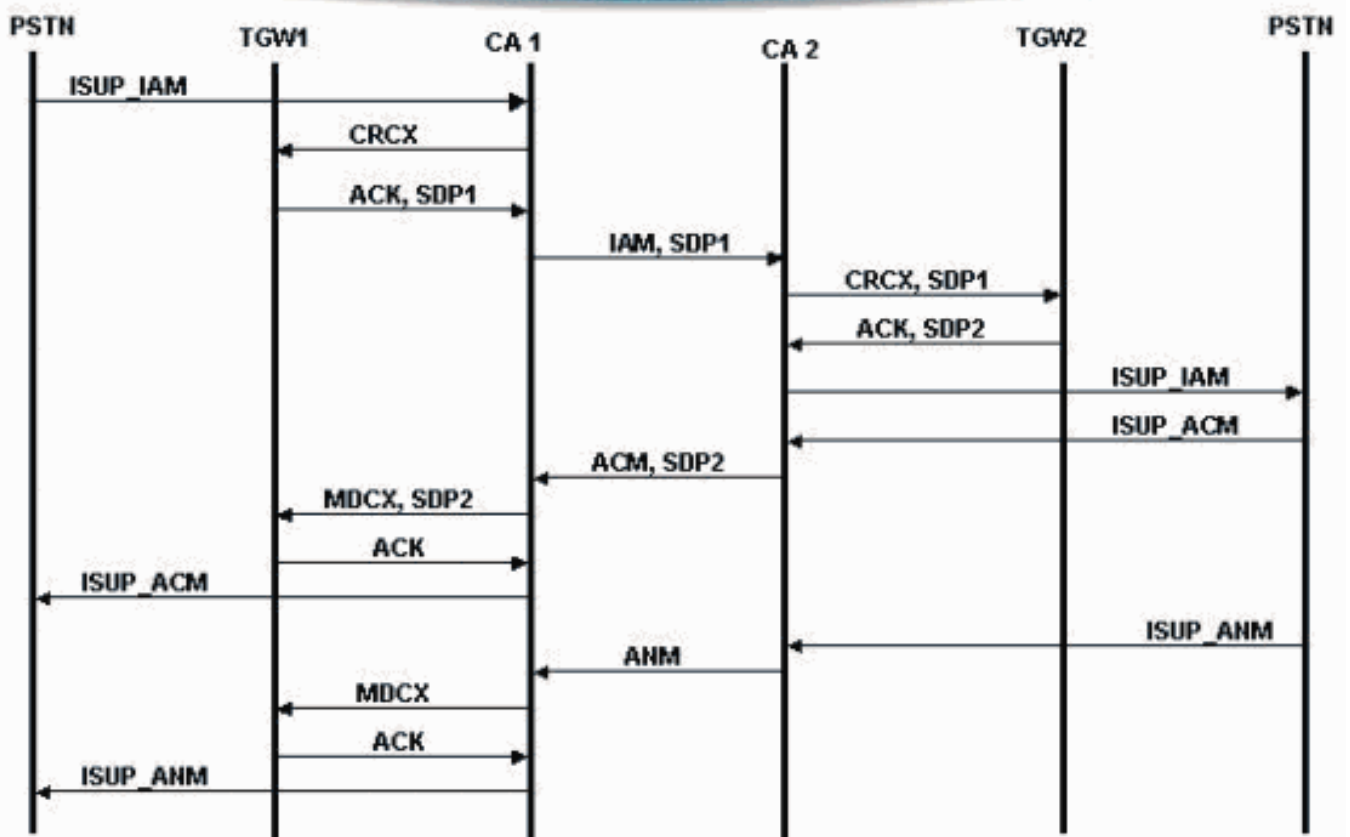 PSTN
TGW1
CA 1
CA 2
TGW2
PSTN
ISUP_IAM
CRCX
ACK, SDP1
IAM, SDP1
CRCX, SDP1
ACK, SDP2
ISUP_IAM
ISUP_ACM
ACM, SDP2
MDCX, SDP2
ACK
ISUP_ACM
ISUP_ANM
ANM
MDCX
ACK
ISUP_ANM